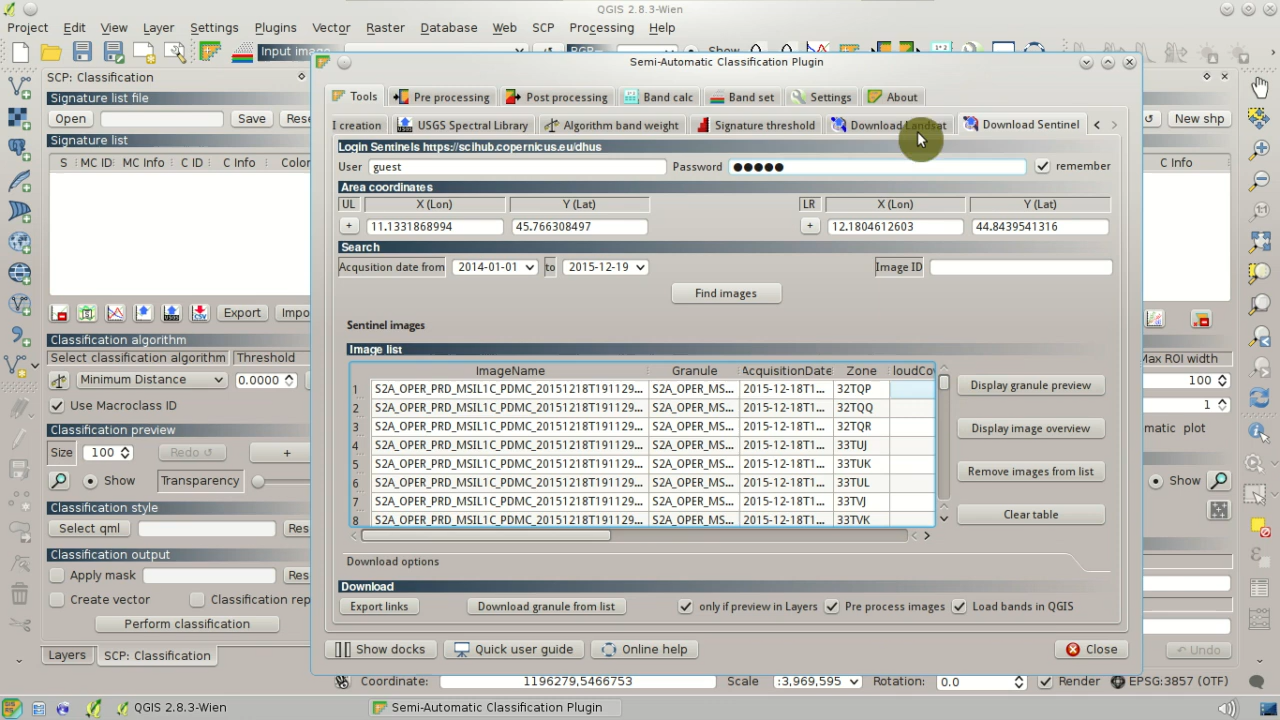 QGIS 2.8.3-Wien
Project Edit View Layer Settings Plugins Vector Raster Database Web SCP Processing Help
Input image RGB= Show
SCP: Classification
Semi-Automatic Classification Plugin
Signature list file
Open Save Rese New shp
Signature list
S MC ID MC Info C ID C Info Color C Info
Tools Pre processing Post processing Band calc Band set Settings About
l creation USGS Spectral Library Algorithm band weight Signature threshold Download Landsat Download Sentinel
Login Sentinels https://scihub.copernicus.eu/dhus
User guest Password ●●●●● remember
Area coordinates
UL X (Lon) Y (Lat) LR X (Lon) Y (Lat)
+ 11.1331868994 45.766308497 + 12.1804612603 44.8439541316
Search
Acqusition date from 2014-01-01 to 2015-12-19 Image ID
Find images
Sentinel images
Image list
ImageName Granule AcquisitionDate Zone loudCo
1 S2A_OPER_PRD_MSIL1C_PDMC_20151218T191129... S2A_OPER_MS... 2015-12-18T1... 32TQP
2 S2A_OPER_PRD_MSIL1C_PDMC_20151218T191129... S2A_OPER_MS... 2015-12-18T1... 32TQQ
3 S2A_OPER_PRD_MSIL1C_PDMC_20151218T191129... S2A_OPER_MS... 2015-12-18T1... 32TQR
4 S2A_OPER_PRD_MSIL1C_PDMC_20151218T191129... S2A_OPER_MS... 2015-12-18T1... 33TUJ
5 S2A_OPER_PRD_MSIL1C_PDMC_20151218T191129... S2A_OPER_MS... 2015-12-18T1... 33TUK
6 S2A_OPER_PRD_MSIL1C_PDMC_20151218T191129... S2A_OPER_MS... 2015-12-18T1... 33TUL
7 S2A_OPER_PRD_MSIL1C_PDMC_20151218T191129... S2A_OPER_MS... 2015-12-18T1... 33TVJ
8 S2A_OPER_PRD_MSIL1C_PDMC_20151218T191129... S2A_OPER_MS... 2015-12-18T1... 33TVK
Display granule preview
Display image overview
Remove images from list
Clear table
Download options
Download
Export links Download granule from list only if preview in Layers Pre process images Load bands in QGIS
Show docks Quick user guide Online help Close
Export Impo
Classification algorithm
Select classification algorithm Threshold
Minimum Distance 0.0000
Use Macroclass ID
Classification preview
Size 100 Redo +
Show Transparency
Classification style
Select qml Res
Classification output
Apply mask Res
Create vector Classification rep
Perform classification
Layers SCP: Classification
Max ROI width
100
1
matic plot
Show
Undo
Coordinate: 1196279,5466753 Scale :3,969,595 Rotation: 0.0 Render EPSG:3857 (OTF)
QGIS 2.8.3-Wien Semi-Automatic Classification Plugin